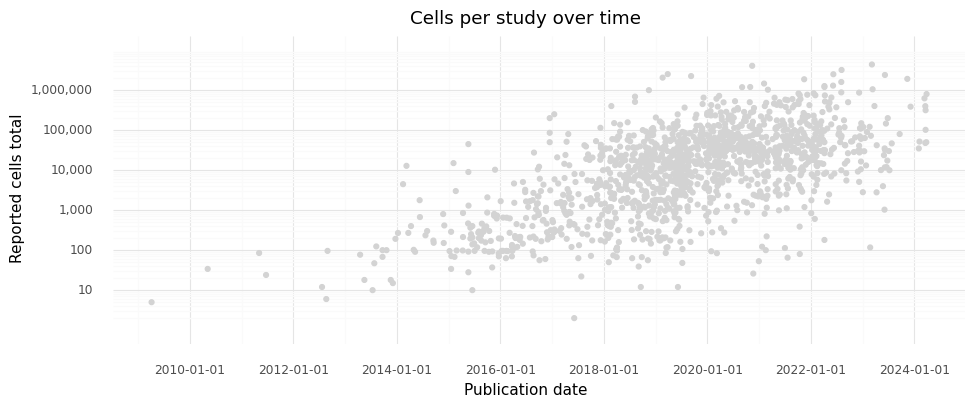 Cells per study over time
Reported cells total
1,000,000
100,000
10,000
1,000
100
10
2010-01-01 2012-01-01 2014-01-01 2016-01-01 2018-01-01 2020-01-01 2022-01-01 2024-01-01
Publication date